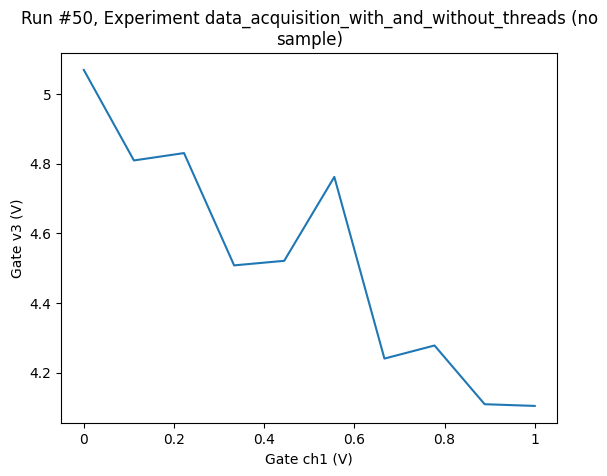 Run #50, Experiment data_acquisition_with_and_without_threads (no
sample)
Gate v3 (V)
5
4.8
4.6
4.4
4.2
0
0.2
0.4
0.6
0.8
1
Gate ch1 (V)